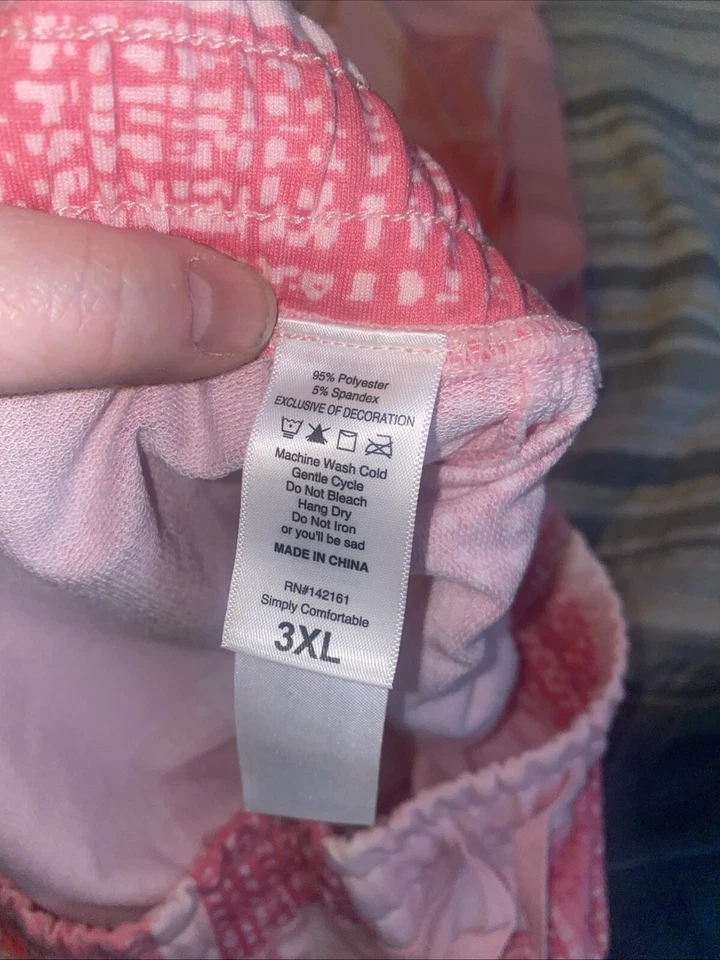 95% Polyester
5% Spandex
EXCLUSIVE OF DECORATION
Machine Wash Cold
Gentle Cycle
Do Not Bleach
Hang Dry
Do Not Iron
or you'll be sad
MADE IN CHINA
RN#142161
Simply Comfortable
3XL